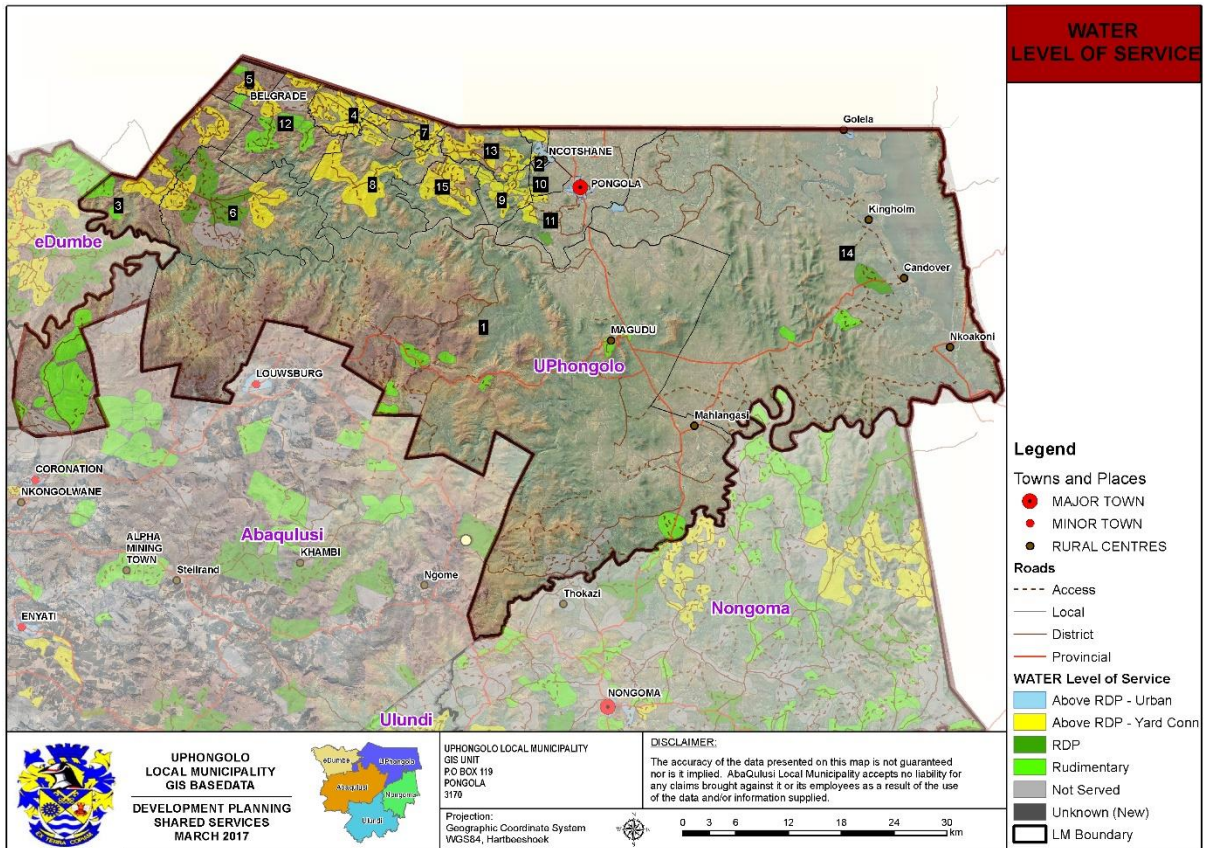 WATER
LEVEL OF SERVICE
5
BELGRADE
4
12
7
13
NCOTSHANE
2
8
15
10
PONGOLA
9
11
3
6
eDumbe
Golela
Kingholm
14
Candover
1
MAGUDU
UPhongolo
Nkoakoni
LOUWSBURG
Mahlangasi
CORONATION
NKONGOLWANE
Abaqulusi
ALPHA
MINING
TOWN
KHAMBI
Steilrand
Ngome
Thokazi
Nongoma
ENYATI
NONGOMA
Ulundi
Legend
Towns and Places
MAJOR TOWN
MINOR TOWN
RURAL CENTRES
Roads
Access
Local
District
Provincial
WATER Level of Service
Above RDP - Urban
Above RDP - Yard Conn
RDP
Rudimentary
Not Served
Unknown (New)
LM Boundary
UPHONGOLO
LOCAL MUNICIPALITY
GIS BASEDATA
DEVELOPMENT PLANNING
SHARED SERVICES
MARCH 2017
eDumbe
UPhongolo
Abaqulusi
Nongoma
Ulundi
UPHONGOLO LOCAL MUNICIPALITY
GIS UNIT
P.O BOX 119
PONGOLA
3170
DISCLAIMER:
The accuracy of the data presented on this map is not guaranteed
nor is it implied. AbaQulusi Local Municipality accepts no liability for
any claims brought against it or its employees as a result of the use
of the data and/or information supplied.
Projection:
Geographic Coordinate System
WGS84, Hartbeeshoek
0 3 6 12 18 24 30
km